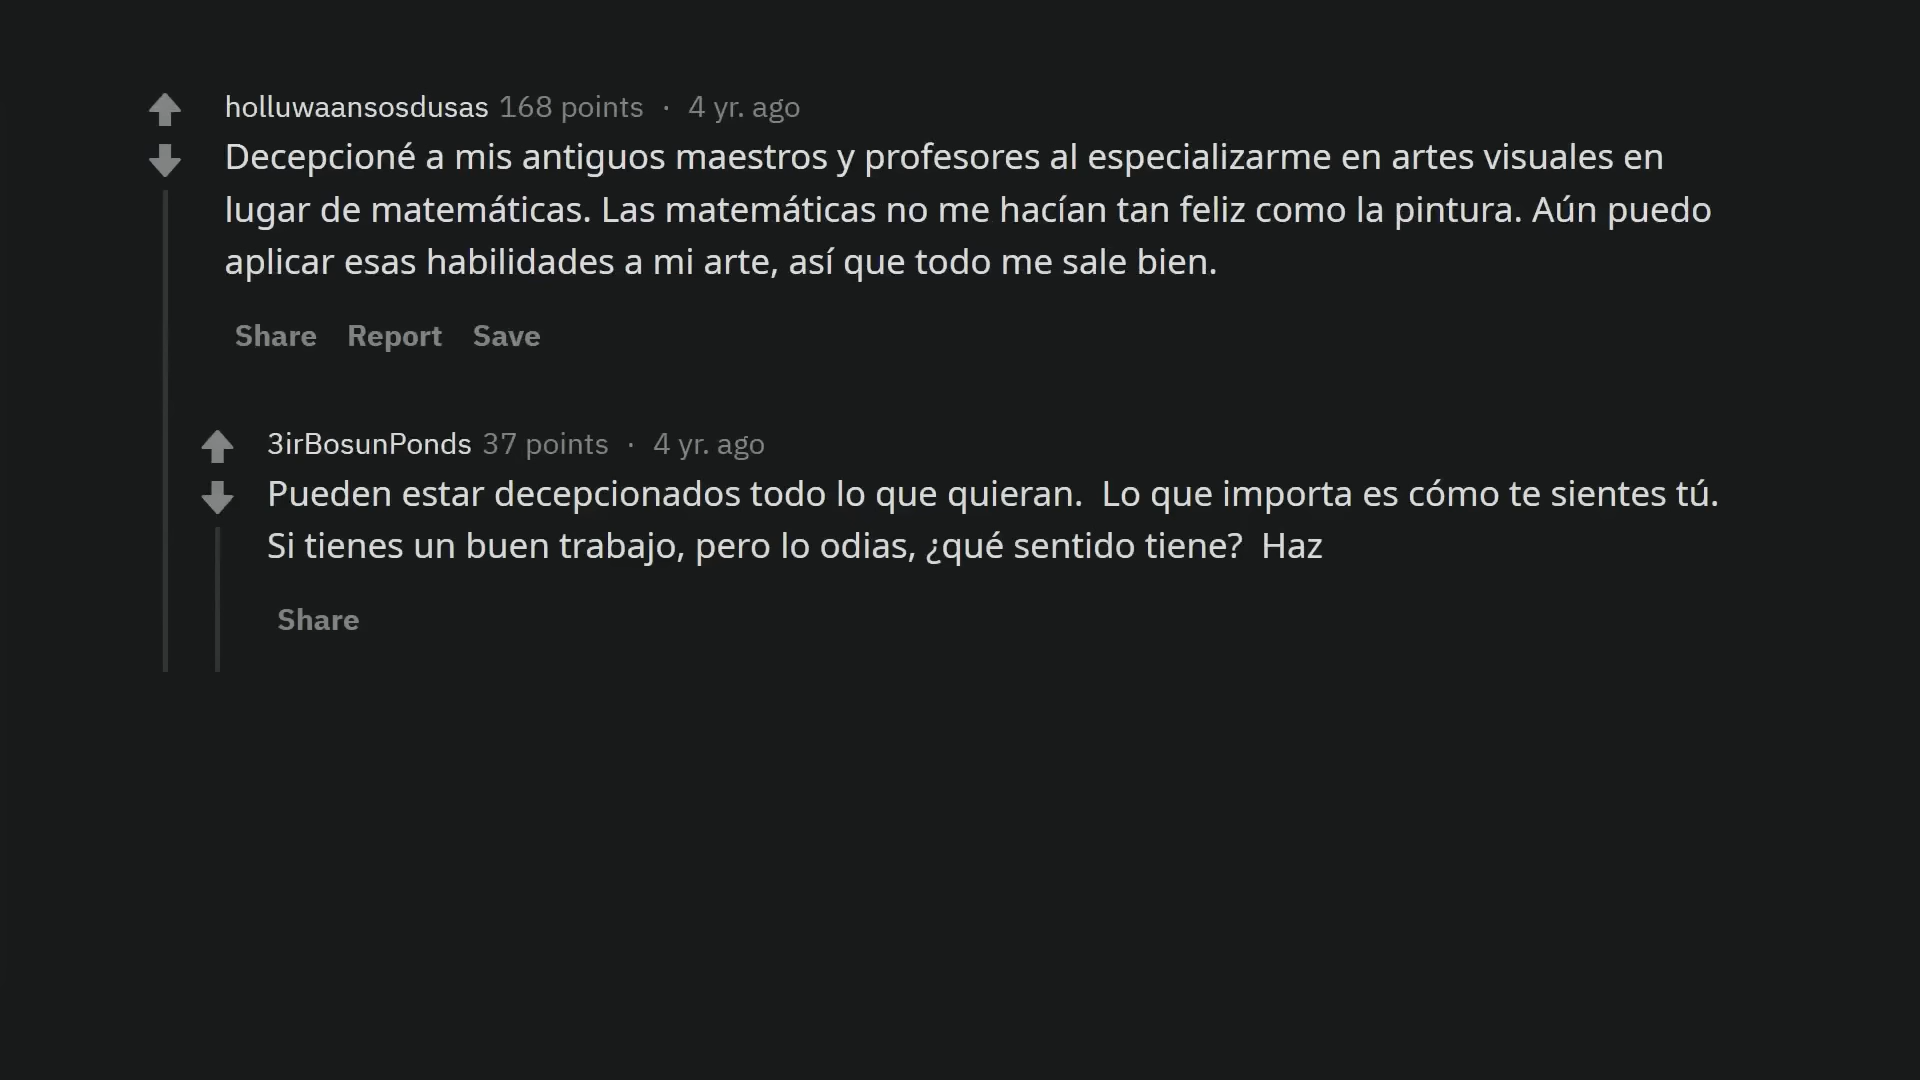 holluwaansosdusas 168 points · 4 yr. ago
Decepcioné a mis antiguos maestros y profesores al especializarme en artes visuales en
lugar de matemáticas. Las matemáticas no me hacían tan feliz como la pintura. Aún puedo
aplicar esas habilidades a mi arte, así que todo me sale bien.
Share Report Save
3irBosunPonds 37 points · 4 yr. ago
Pueden estar decepcionados todo lo que quieran.  Lo que importa es cómo te sientes tú.
Si tienes un buen trabajo, pero lo odias, ¿qué sentido tiene?  Haz
Share